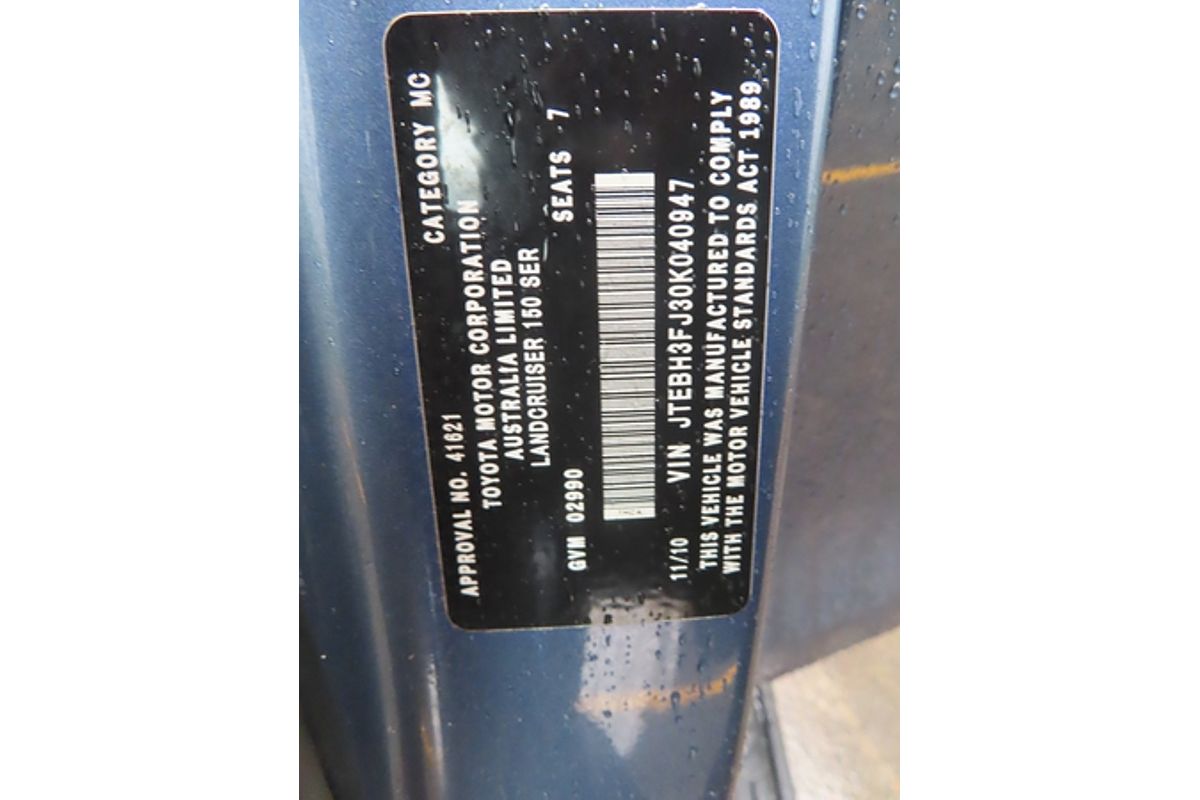 APPROVAL NO. 41621 CATEGORY MC
TOYOTA MOTOR CORPORATION
AUSTRALIA LIMITED
LANDCRUISER 150 SER
GVM 02990 SEATS 7
11/10 VIN JTEBH3FJ30K040947
THIS VEHICLE WAS MANUFACTURED TO COMPLY
WITH THE MOTOR VEHICLE STANDARDS ACT 1989